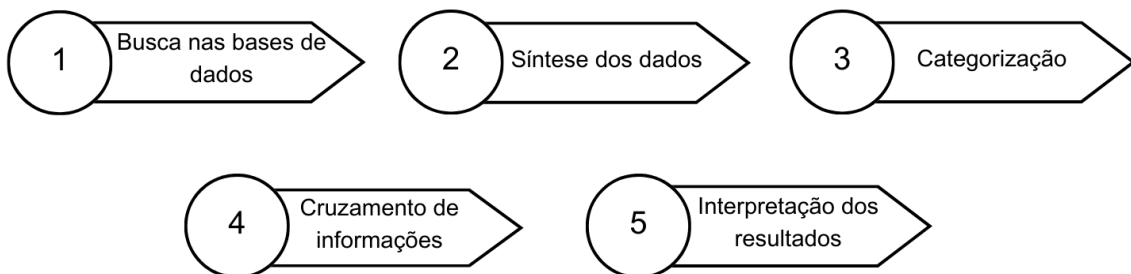 1
Busca nas bases de
dados
2
Síntese dos dados
3
Categorização
4
Cruzamento de
informações
5
Interpretação dos
resultados